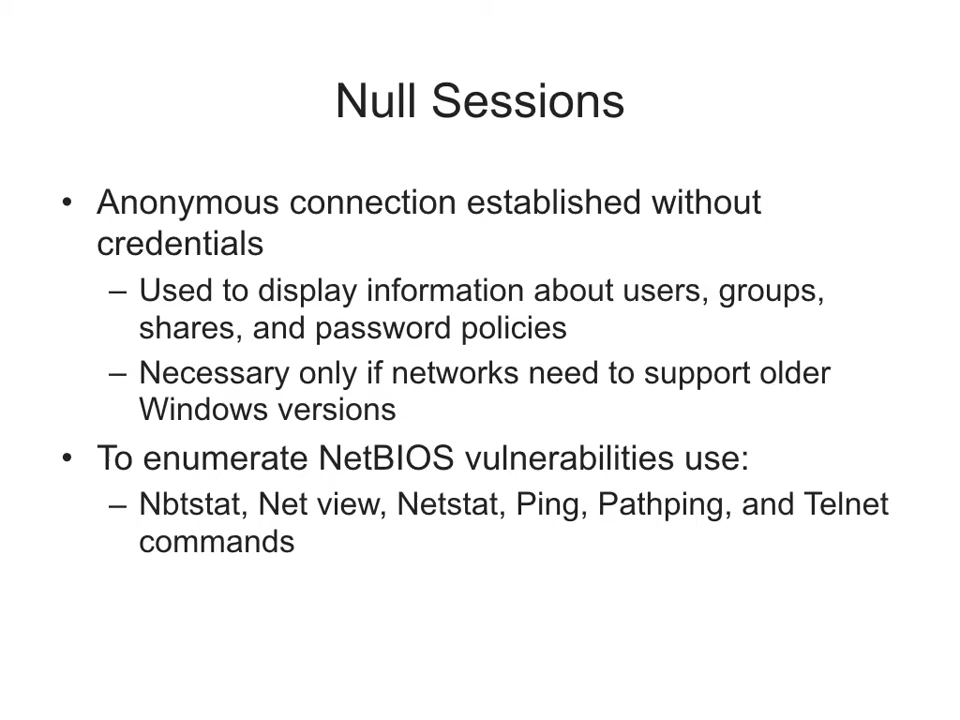 Null Sessions
• Anonymous connection established without
credentials
– Used to display information about users, groups,
shares, and password policies
– Necessary only if networks need to support older
Windows versions
• To enumerate NetBIOS vulnerabilities use:
– Nbtstat, Net view, Netstat, Ping, Pathping, and Telnet
commands